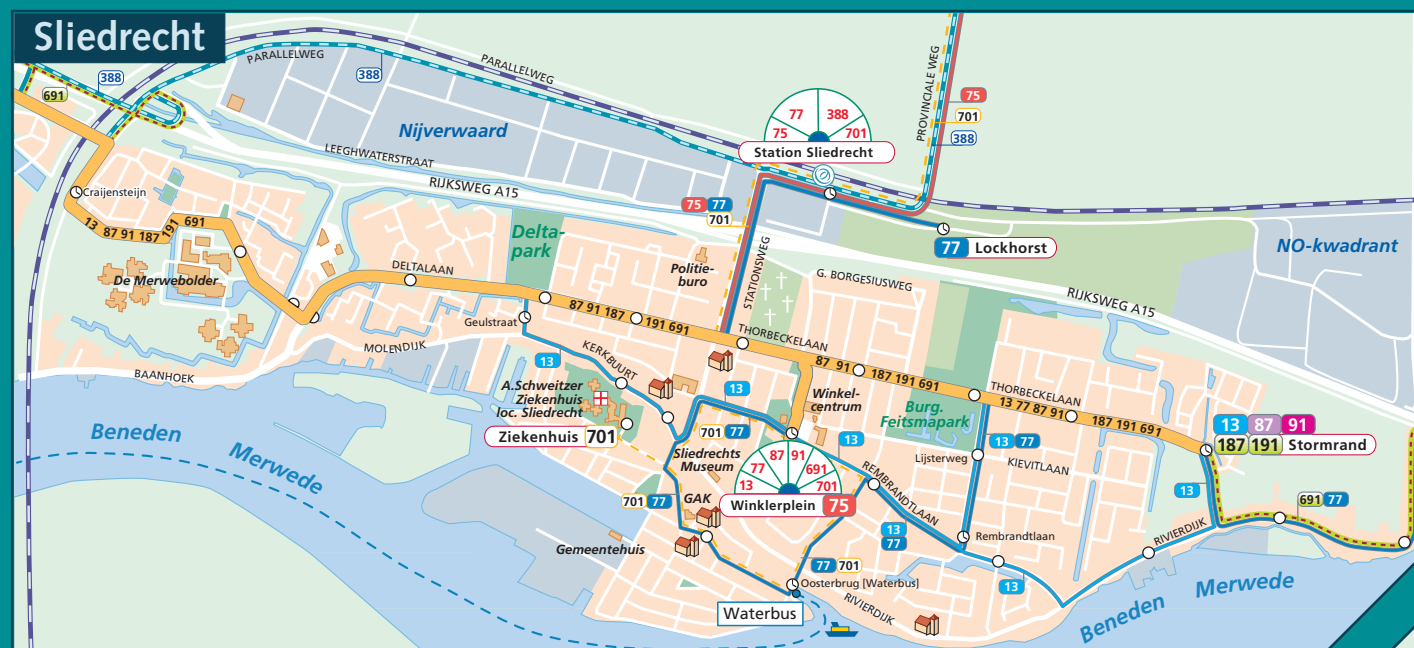 Sliedrecht
PARALLELWEG
PARALLELWEG
388
691
388
Nijverwaard
LEEGHWATERSTRAAT
RIJKSWEG A15
PROVINCIALE WEG
75
701
388
75 77 388 701
Station Sliedrecht
Craijensteijn
13 87 91 187 191 691
75 77
701
77 Lockhorst
NO-kwadrant
Delta-
park
De Merwebolder
DELTALAAN
Politie-
buro
STATIONSWEG
G. BORGESIUSWEG
RIJKSWEG A15
87 91 187 191 691
Geulstraat
THORBECKELAAN
MOLENDIJK
BAANHOEK
13
KERKBUURT
87 91 187 191 691
THORBECKELAAN
13 77 87 91 187 191 691
A.Schweitzer
Ziekenhuis
loc. Sliedrecht
13
Winkel-
centrum
Burg.
Feitsmapark
Ziekenhuis 701
701 77
13
13 77
13 87 91
187 191 Stormrand
Beneden Merwede
Sliedrechts
Museum
13 77 87 91 691 701
Winklerplein 75
Lijsterweg
KIEVITLAAN
REMBRANDTLAAN
701 77
GAK
13
691 77
13
77
Rembrandtlaan
RIVIERDIJK
Gemeentehuis
77 701
Oosterbrug [Waterbus]
13
Waterbus
RIVIERDIJK
Beneden Merwede